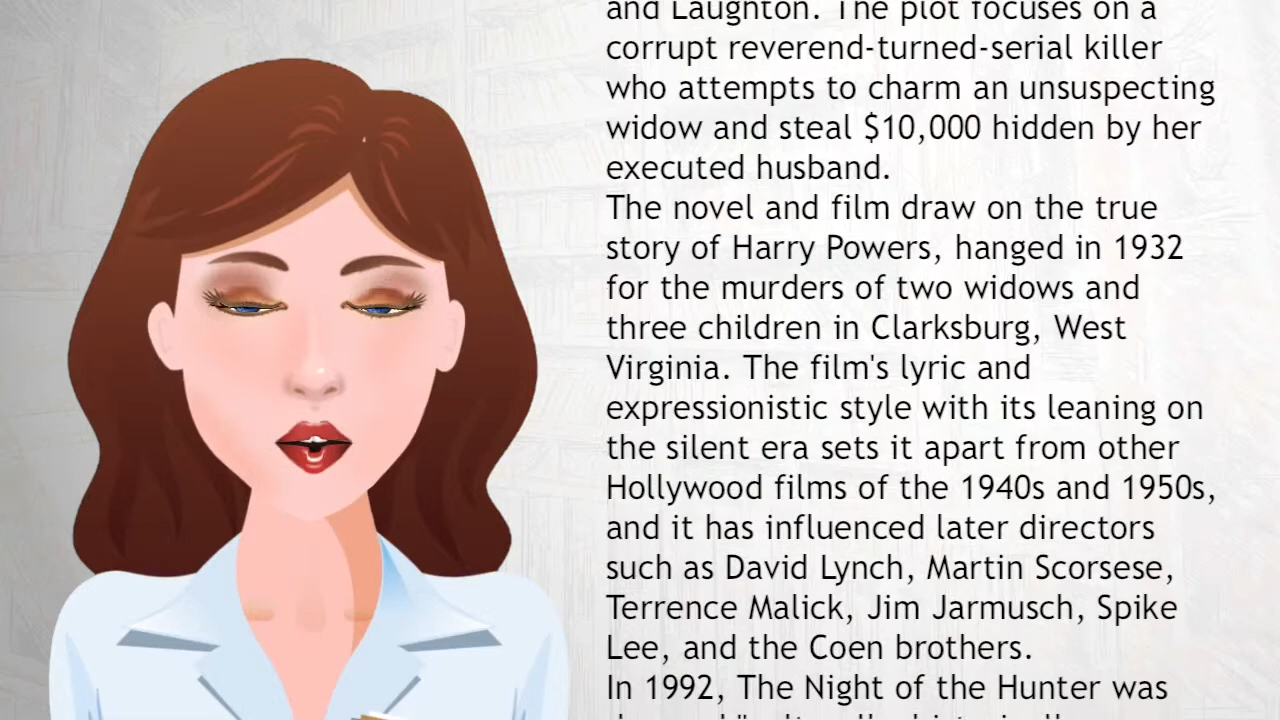 and Laughton. The plot focuses on a
corrupt reverend-turned-serial killer
who attempts to charm an unsuspecting
widow and steal $10,000 hidden by her
executed husband.
The novel and film draw on the true
story of Harry Powers, hanged in 1932
for the murders of two widows and
three children in Clarksburg, West
Virginia. The film's lyric and
expressionistic style with its leaning on
the silent era sets it apart from other
Hollywood films of the 1940s and 1950s,
and it has influenced later directors
such as David Lynch, Martin Scorsese,
Terrence Malick, Jim Jarmusch, Spike
Lee, and the Coen brothers.
In 1992, The Night of the Hunter was